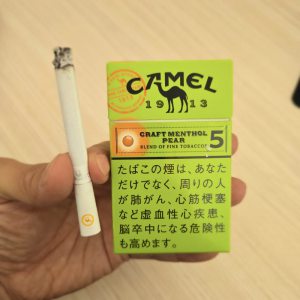 CAMEL
1913
CRAFT MENTHOL
PEAR
BLEND OF FINE TOBACCOS
5
たばこの煙は、あなた
だけでなく、周りの人
が肺がん、心筋梗塞
など虚血性心疾患、
脳卒中になる危険性
も高めます。